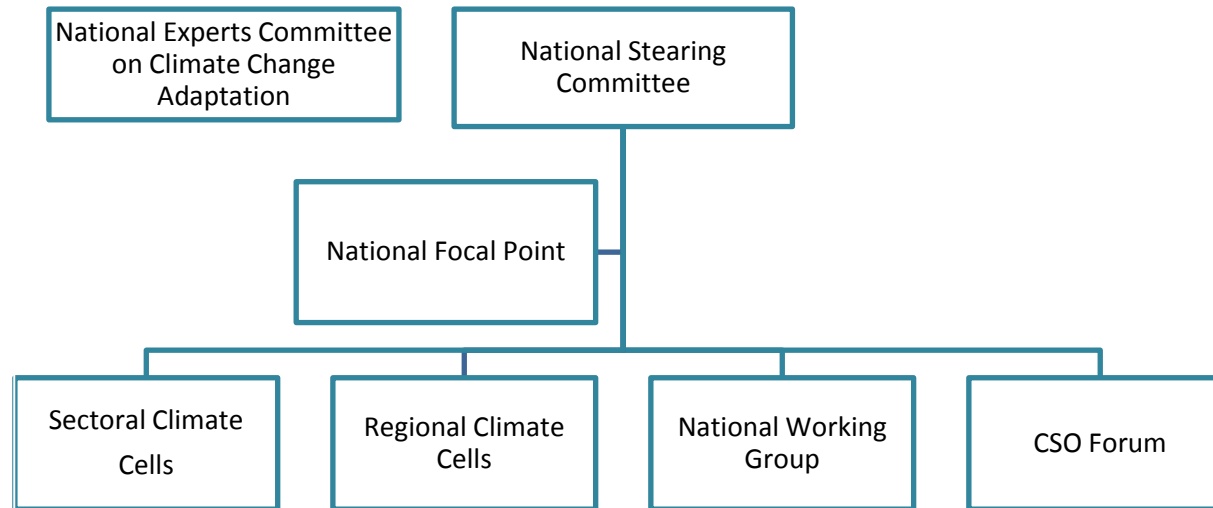 National Experts Committee
on Climate Change
Adaptation
National Stearing
Committee
National Focal Point
Sectoral Climate
Cells
Regional Climate
Cells
National Working
Group
CSO Forum